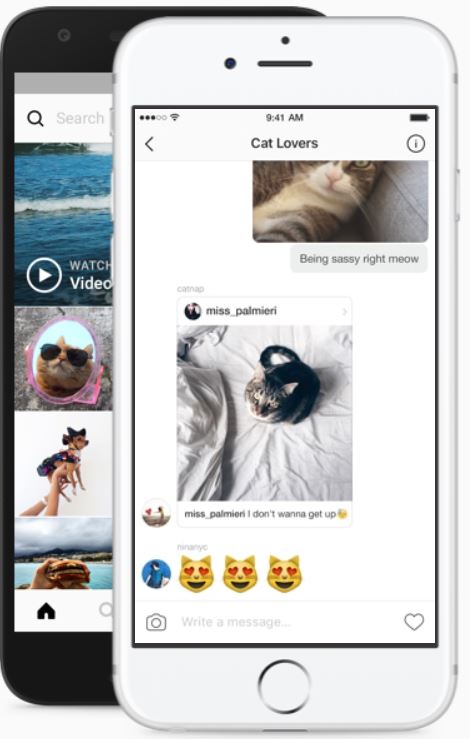 Search
WATCH
Video
9:41 AM
Cat Lovers
Being sassy right meow
catnap
miss_palmieri
miss_palmieri I don't wanna get up😓
ninanyc
😻😻😻
Write a message...